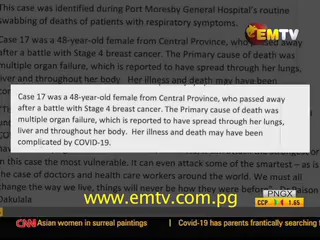 This case was identified during Port Moresby General Hospital's routine
swabbing of deaths of patients with respiratory symptoms.
EMTV
Case 17 was a 48-year-old female from Central Province, who passed away
after a battle with Stage 4 breast cancer. The Primary cause of death was
multiple organ failure, which is reported to have spread through her lungs,
liver and throughout her body. Her illness and death may have been
Case 17 was a 48-year-old female from Central Province, who passed away
after a battle with Stage 4 breast cancer. The Primary cause of death was
multiple organ failure, which is reported to have spread through her lungs,
liver and throughout her body. Her illness and death may have been
complicated by COVID-19.
in this case the most vulnerable. It can even attack some of the smartest – as is
the case of doctors and health care workers around the world. We must all
change the way we live, things will never be how they were before
Dakulala
www.emtv.com.pg
PNGX
CCP 1.65
CNN Asian women in surreal paintings | Covid-19 has parents frantically searching f